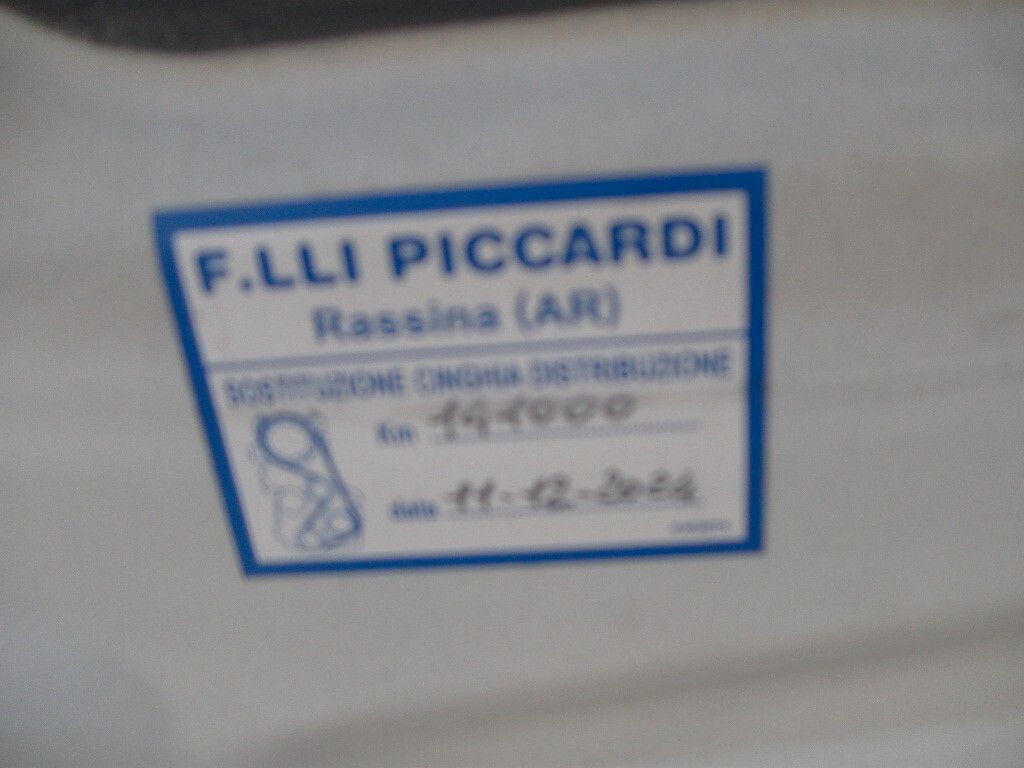 F.LLI PICCARDI
Rassina (AR)
SOSTITUZIONE CINGHIA DISTRIBUZIONE
Km 141000
data 11-12-2024